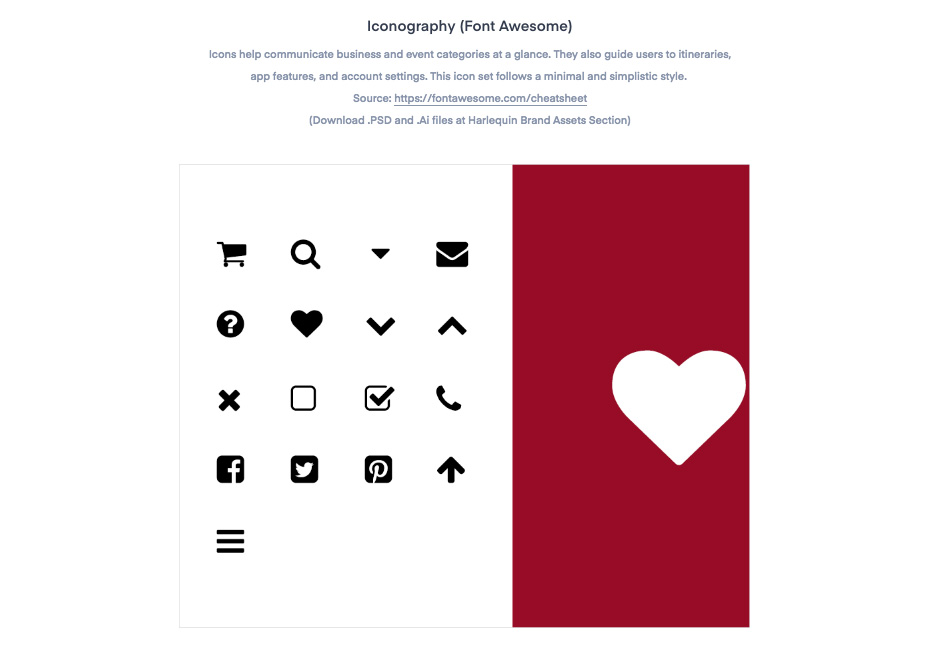 Iconography (Font Awesome)
Icons help communicate business and event categories at a glance. They also guide users to itineraries,
app features, and account settings. This icon set follows a minimal and simplistic style.
Source: https://fontawesome.com/cheatsheet
(Download .PSD and .Ai files at Harlequin Brand Assets Section)